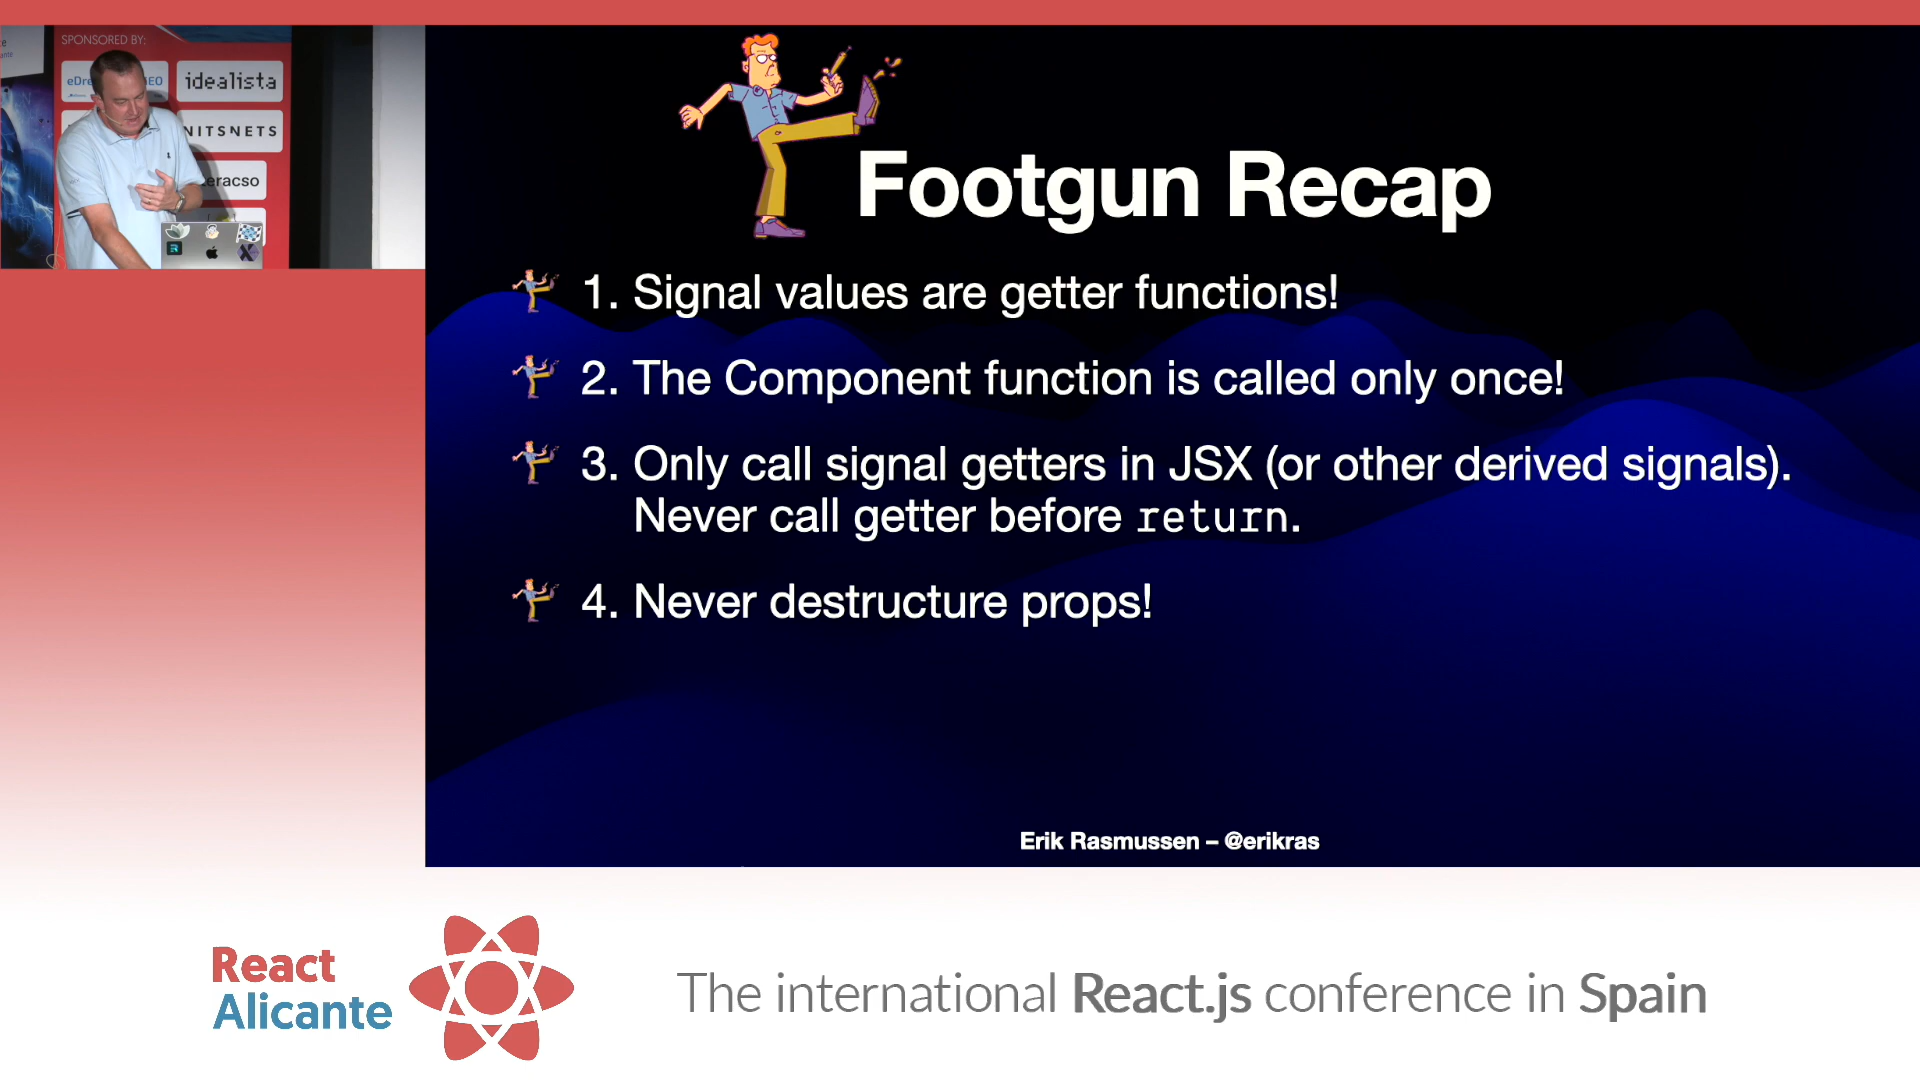 SPONSORED BY:
idealista
NITSNETS
eracso
Footgun Recap
1. Signal values are getter functions!
2. The Component function is called only once!
3. Only call signal getters in JSX (or other derived signals).
Never call getter before return.
4. Never destructure props!
Erik Rasmussen – @erikras
React
Alicante
The international React.js conference in Spain